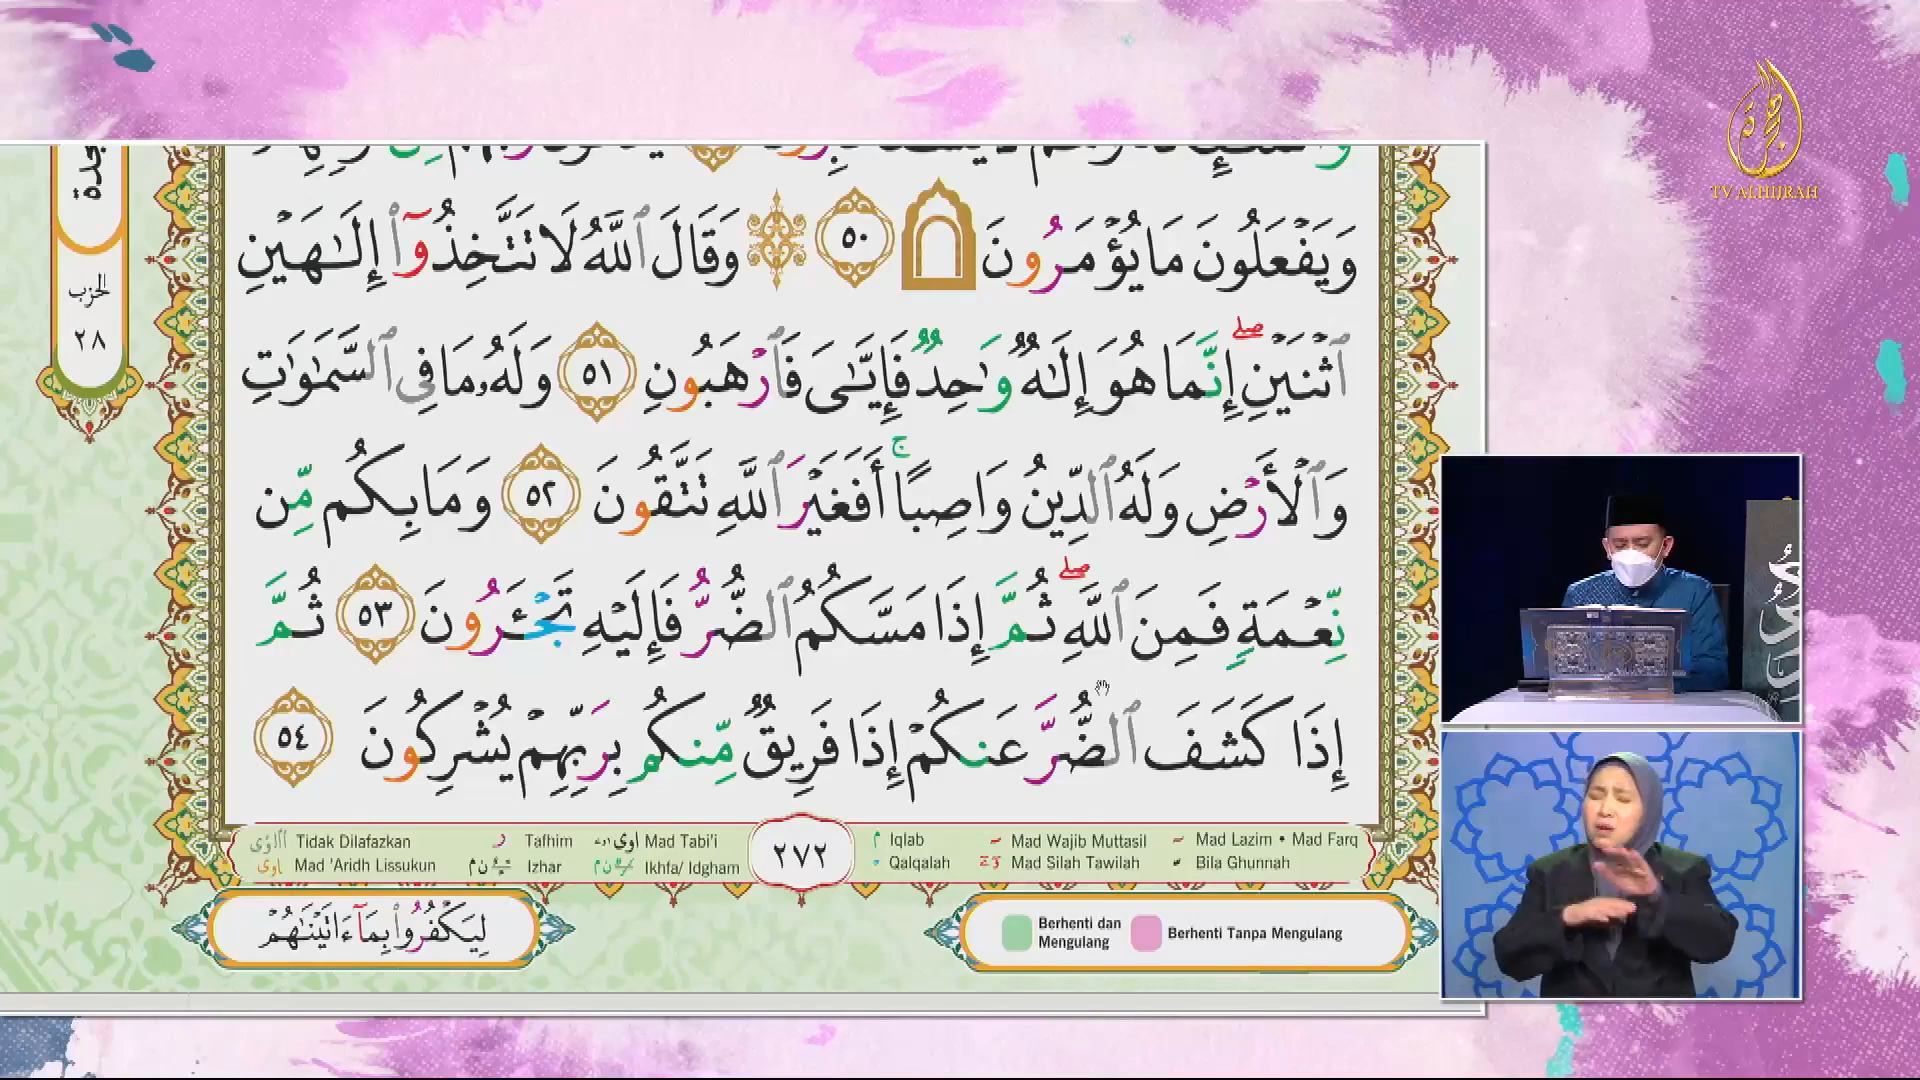 TV ALHIJRAH
الحزب
٢٨
وَيَفْعَلُونَ مَا يُؤْمَرُونَ ٥٠ وَقَالَ ٱللَّهُ لَا تَتَّخِذُوٓا۟ إِلَـٰهَيْنِ
ٱثْنَيْنِ ۖ إِنَّمَا هُوَ إِلَـٰهٌ وَٰحِدٌ فَإِيَّـٰىَ فَٱرْهَبُونِ ٥١ وَلَهُۥ مَا فِى ٱلسَّمَـٰوَٰتِ
وَٱلْأَرْضِ وَلَهُ ٱلدِّينُ وَاصِبًا ۚ أَفَغَيْرَ ٱللَّهِ تَتَّقُونَ ٥٢ وَمَا بِكُم مِّن
نِّعْمَةٍ فَمِنَ ٱللَّهِ ۖ ثُمَّ إِذَا مَسَّكُمُ ٱلضُّرُّ فَإِلَيْهِ تَجْـَٔرُونَ ٥٣ ثُمَّ
إِذَا كَشَفَ ٱلضُّرَّ عَنكُمْ إِذَا فَرِيقٌ مِّنكُم بِرَبِّهِمْ يُشْرِكُونَ ٥٤
Tidak Dilafazkan Tafhim Mad Tabi'i ٢٧٢ Iqlab Mad Wajib Muttasil Mad Lazim • Mad Farq
Mad 'Aridh Lissukun Izhar Ikhfa/ Idgham Qalqalah Mad Silah Tawilah Bila Ghunnah
لِيَكْفُرُوا۟ بِمَآ ءَاتَيْنَـٰهُمْ
Berhenti dan
Mengulang
Berhenti Tanpa Mengulang